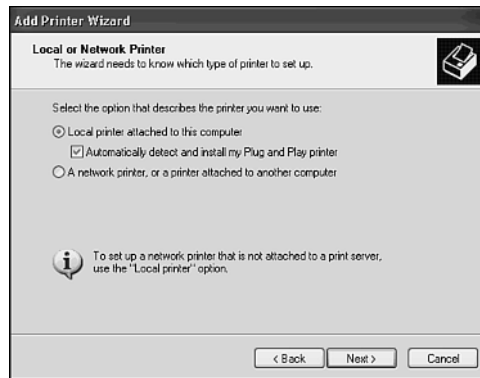 Add Printer Wizard
Local or Network Printer
The wizard needs to know which type of printer to set up.
Select the option that describes the printer you want to use:
Local printer attached to this computer
Automatically detect and install my Plug and Play printer
A network printer, or a printer attached to another computer
To set up a network printer that is not attached to a print server,
use the "Local printer" option.
< Back
Next >
Cancel